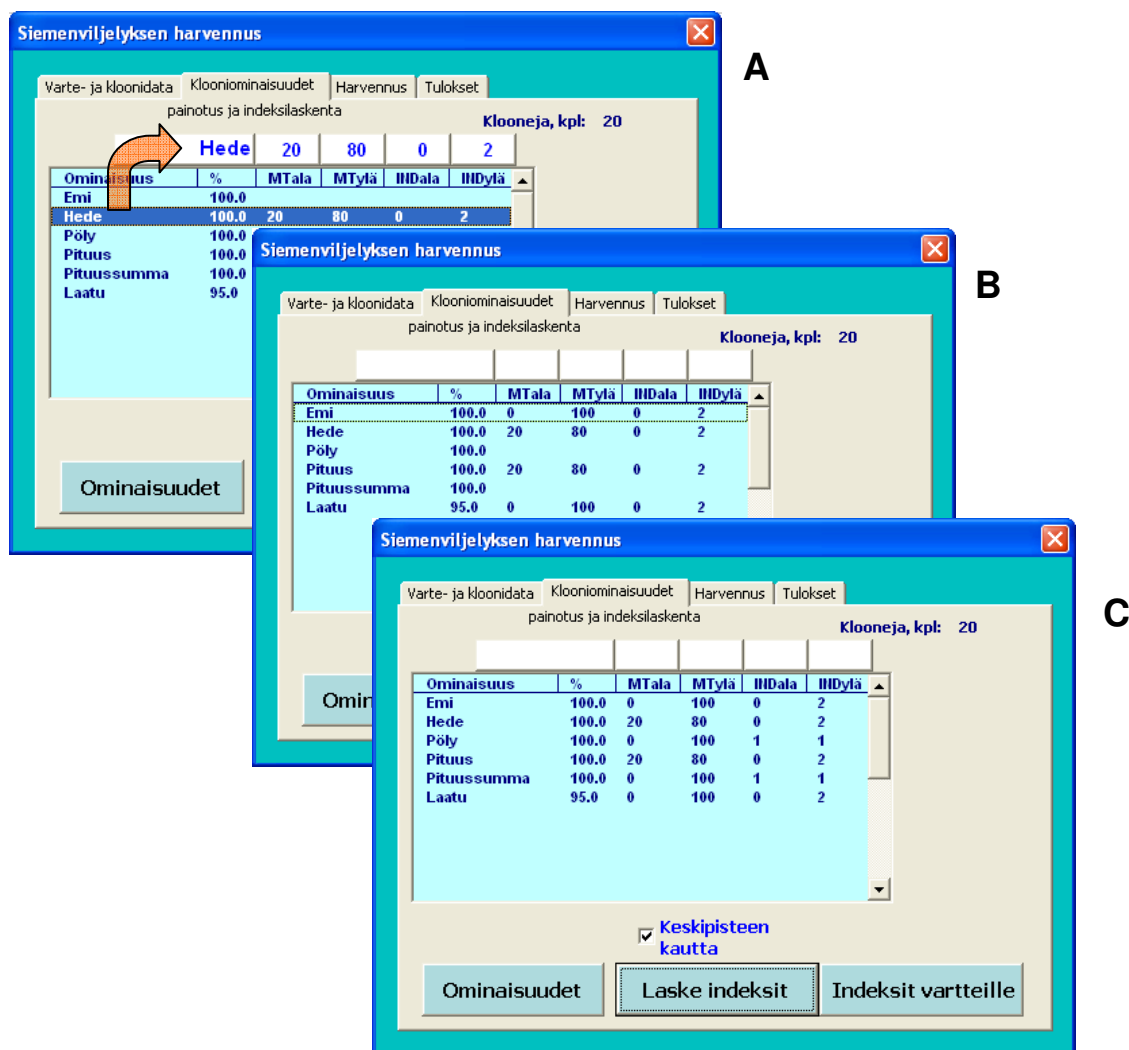 Siemenviljelyksen harvennus
A
Varte- ja kloonidata Klooniominaisuudet Harvennus Tulokset
painotus ja indeksilaskenta
Klooneja, kpl: 20
Hede 20 80 0 2
Ominaisuus % MTala MTylä INDala INDylä
Emi 100.0
Hede 100.0 20 80 0 2
Pöly 100.0
Pituus 100.0
Pituussumma 100.0
Laatu 95.0
Ominaisuudet
Siemenviljelyksen harvennus
B
Varte- ja kloonidata Klooniominaisuudet Harvennus Tulokset
painotus ja indeksilaskenta
Klooneja, kpl: 20
Ominaisuus % MTala MTylä INDala INDylä
Emi 100.0 0 100 0 2
Hede 100.0 20 80 0 2
Pöly 100.0
Pituus 100.0 20 80 0 2
Pituussumma 100.0
Laatu 95.0 0 100 0 2
Omin
Siemenviljelyksen harvennus
C
Varte- ja kloonidata Klooniominaisuudet Harvennus Tulokset
painotus ja indeksilaskenta
Klooneja, kpl: 20
Ominaisuus % MTala MTylä INDala INDylä
Emi 100.0 0 100 0 2
Hede 100.0 20 80 0 2
Pöly 100.0 0 100 1 1
Pituus 100.0 20 80 0 2
Pituussumma 100.0 0 100 1 1
Laatu 95.0 0 100 0 2
Keskipisteen
kautta
Ominaisuudet Laske indeksit Indeksit vartteille